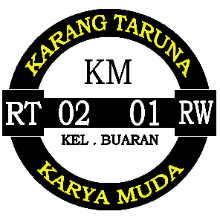 KARANG TARUNA
KM
RT 02 01 RW
KEL . BUARAN
KARYA MUDA